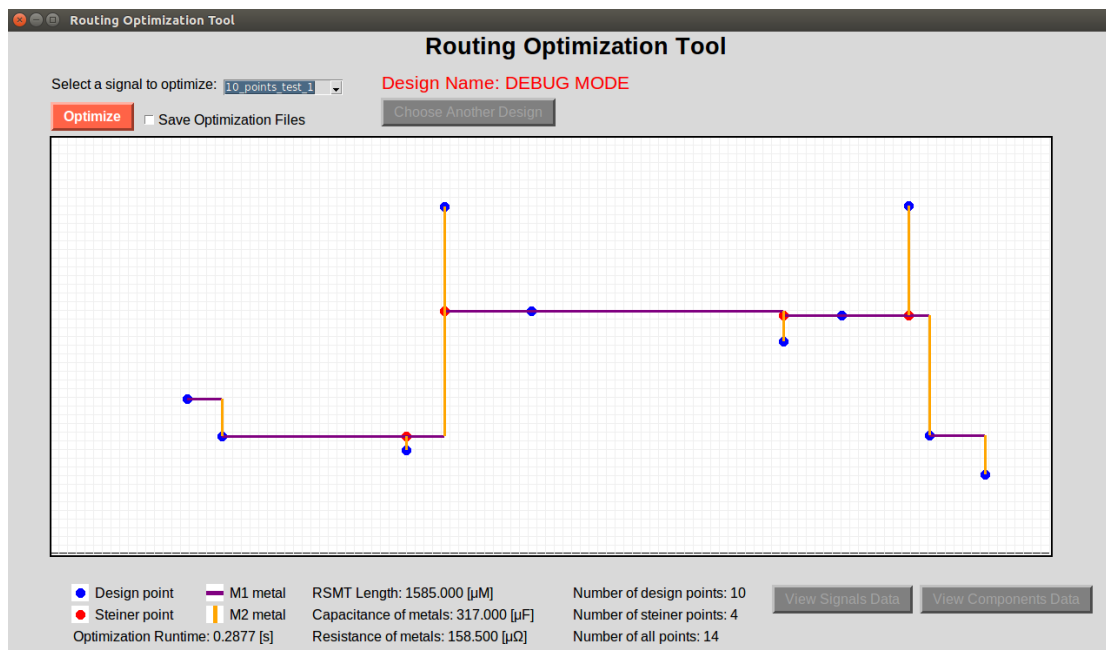 Routing Optimization Tool
Routing Optimization Tool
Select a signal to optimize: 10_points_test_1
Design Name: DEBUG MODE
Optimize
Save Optimization Files
Choose Another Design
Design point
M1 metal
RSMT Length: 1585.000 [μM]
Number of design points: 10
Steiner point
M2 metal
Capacitance of metals: 317.000 [μF]
Number of steiner points: 4
Optimization Runtime: 0.2877 [s]
Resistance of metals: 158.500 [μΩ]
Number of all points: 14
View Signals Data
View Components Data